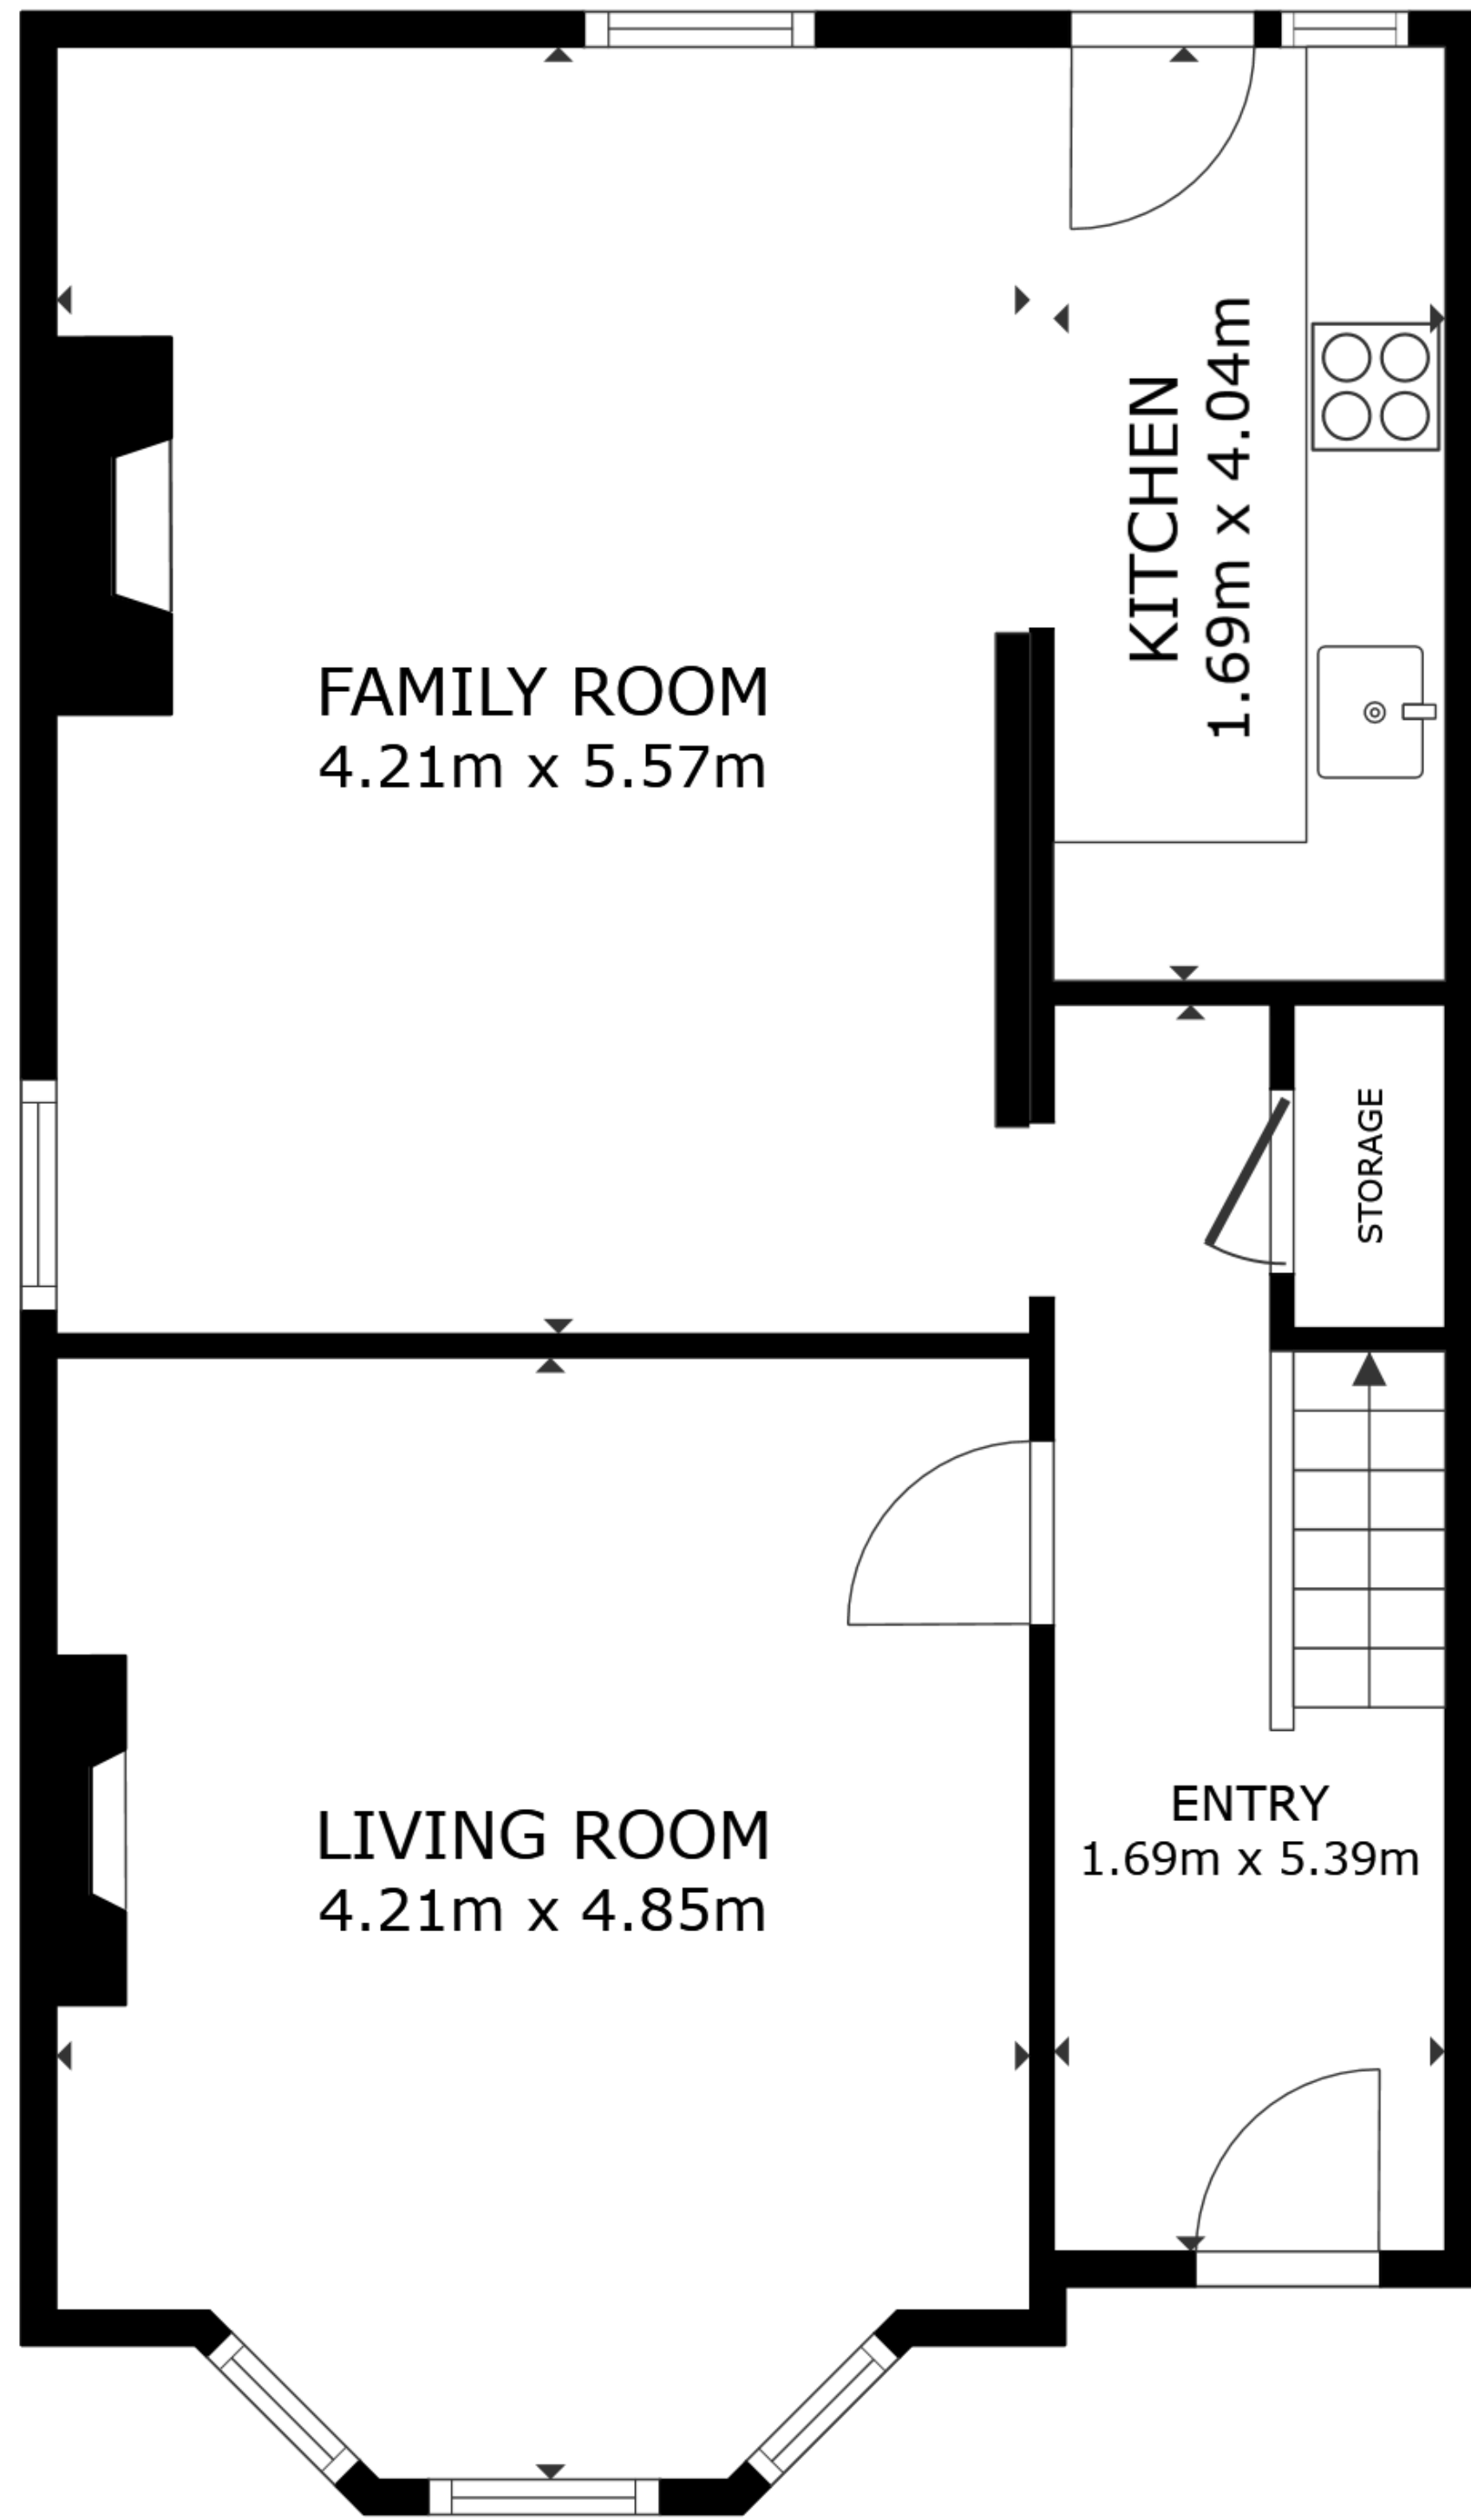 KITCHEN
1.69m x 4.04m
FAMILY ROOM
4.21m x 5.57m
STORAGE
ENTRY
1.69m x 5.39m
LIVING ROOM
4.21m x 4.85m